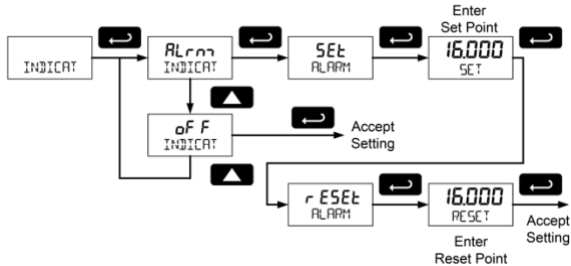 Enter
Set Point
INDICAT
ALrm
INDICAT
SEt
ALARM
16.000
SET
oFF
INDICAT
Accept
Setting
rESEt
ALARM
16.000
RESET
Accept
Setting
Enter
Reset Point